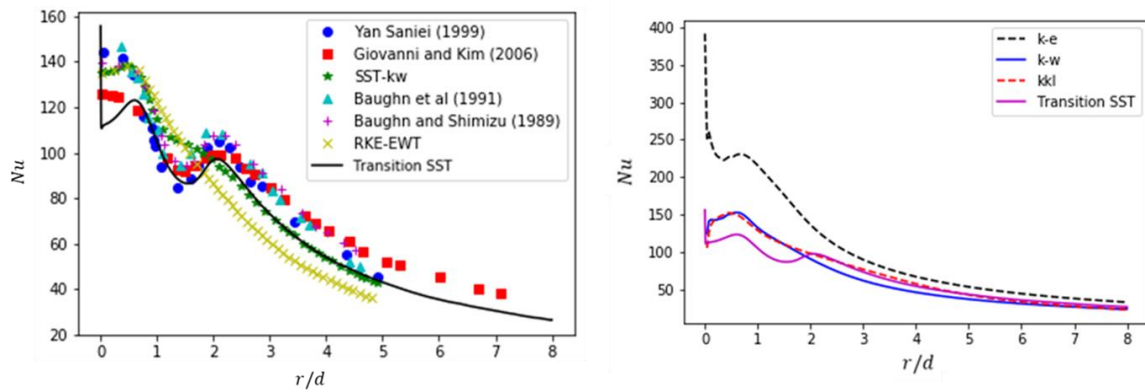 160
140
120
100
80
60
40
20
Nu
0 1 2 3 4 5 6 7 8
r/d
Yan Saniei (1999)
Giovanni and Kim (2006)
SST-kw
Baughn et al (1991)
Baughn and Shimizu (1989)
RKE-EWT
Transition SST
400
350
300
250
200
150
100
50
Nu
0 1 2 3 4 5 6 7 8
r/d
k-e
k-w
kkl
Transition SST